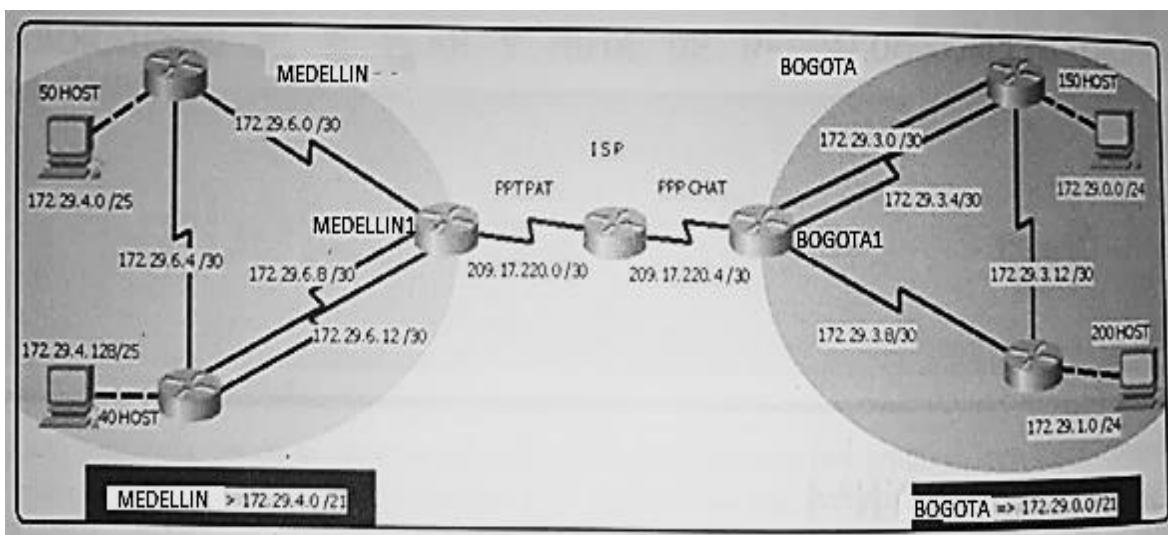 MEDELLIN
50 HOST
172.29.6.0 /30
172.29.4.0 /25
172.29.6.4 /30
MEDELLIN1
172.29.6.8 /30
172.29.6.12 /30
172.29.4.128/25
40 HOST
MEDELLIN > 172.29.4.0 /21
ISP
PPT PAT
PPP CHAT
209.17.220.0 /30
209.17.220.4 /30
BOGOTA
150 HOST
172.29.3.0 /30
172.29.0.0 /24
172.29.3.4/30
BOGOTA1
172.29.3.12 /30
172.29.3.8/30
200 HOST
172.29.1.0 /24
BOGOTA => 172.29.0.0 /21